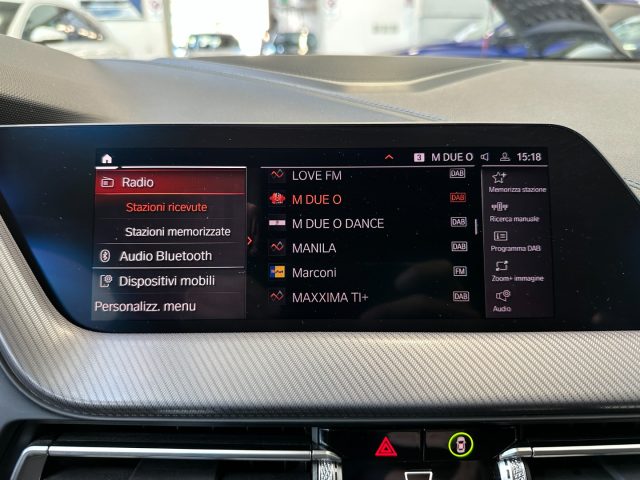 3 M DUE O 15:18
Radio
Stazioni ricevute
Stazioni memorizzate
Audio Bluetooth
Dispositivi mobili
Personalizz. menu
LOVE FM DAB
M DUE O DAB
M DUE O DANCE DAB
MANILA DAB
Marconi FM
MAXXIMA TI+ DAB
Memorizza stazione
Ricerca manuale
Programma DAB
Zoom+ immagine
Audio